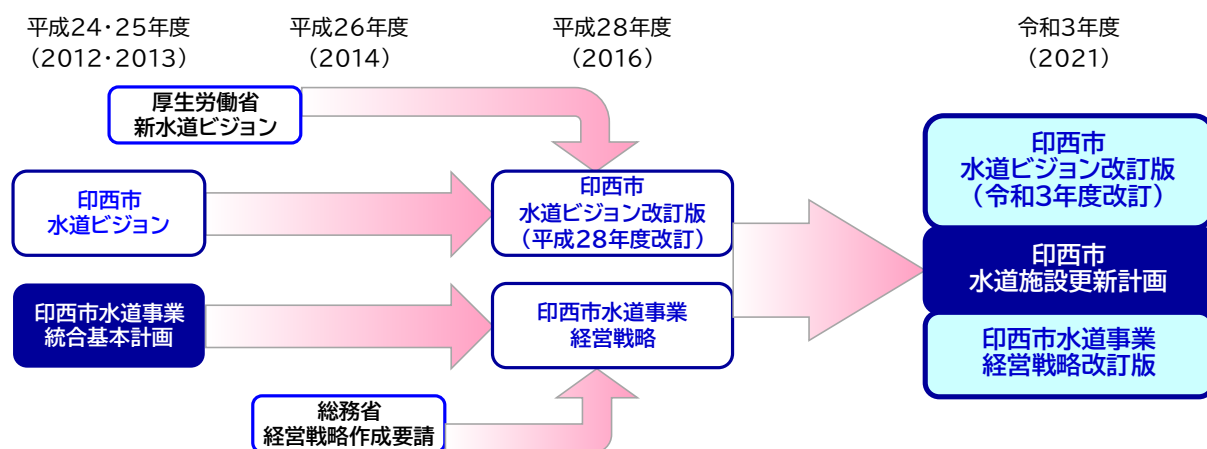 平成24・25年度
（2012・2013）
平成26年度
（2014）
平成28年度
（2016）
令和3年度
（2021）
厚生労働省
新水道ビジョン
印西市
水道ビジョン
印西市
水道ビジョン改訂版
（平成28年度改訂）
印西市水道事業
統合基本計画
印西市水道事業
経営戦略
総務省
経営戦略作成要請
印西市
水道ビジョン改訂版
（令和3年度改訂）
印西市
水道施設更新計画
印西市水道事業
経営戦略改訂版